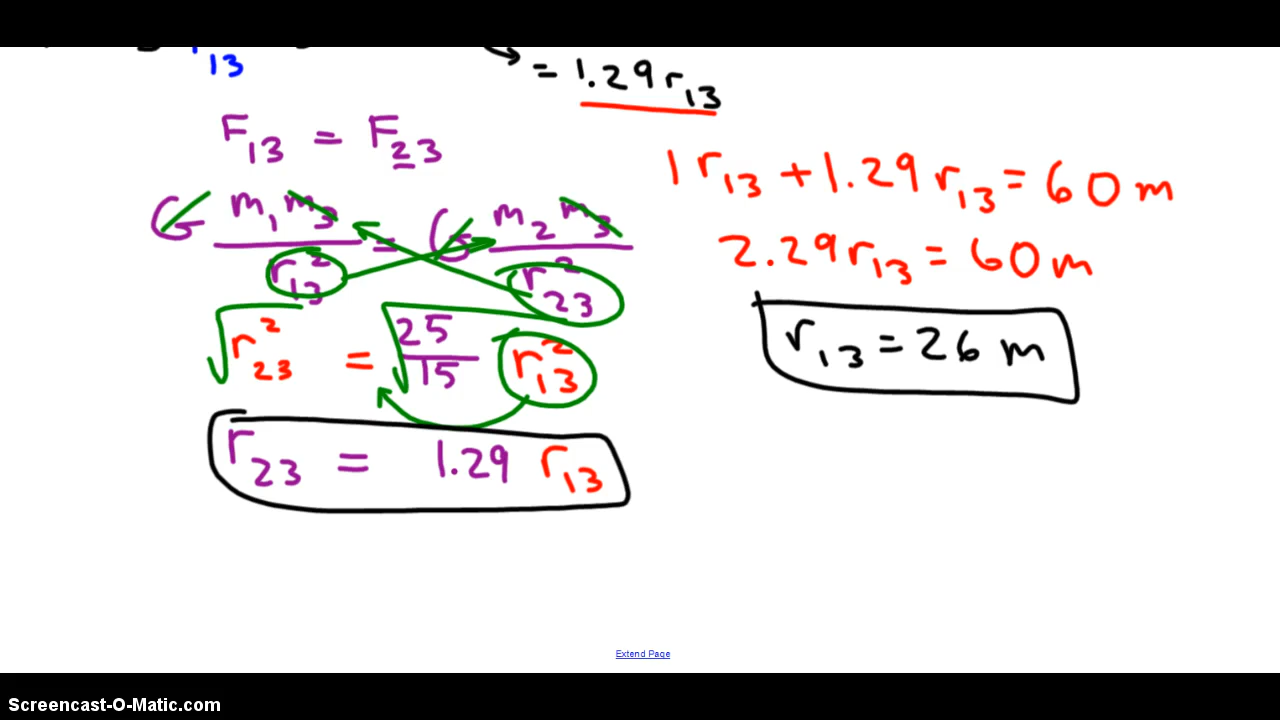 13
= 1.29 r₁₃
F₁₃ = F₂₃
G m₁ m₃ / r₁₃² = G m₂ m₃ / r₂₃²
√r₂₃² = √25/15 r₁₃²
r₂₃ = 1.29 r₁₃
1 r₁₃ + 1.29 r₁₃ = 60 m
2.29 r₁₃ = 60 m
r₁₃ = 26 m
Extend Page
Screencast-O-Matic.com